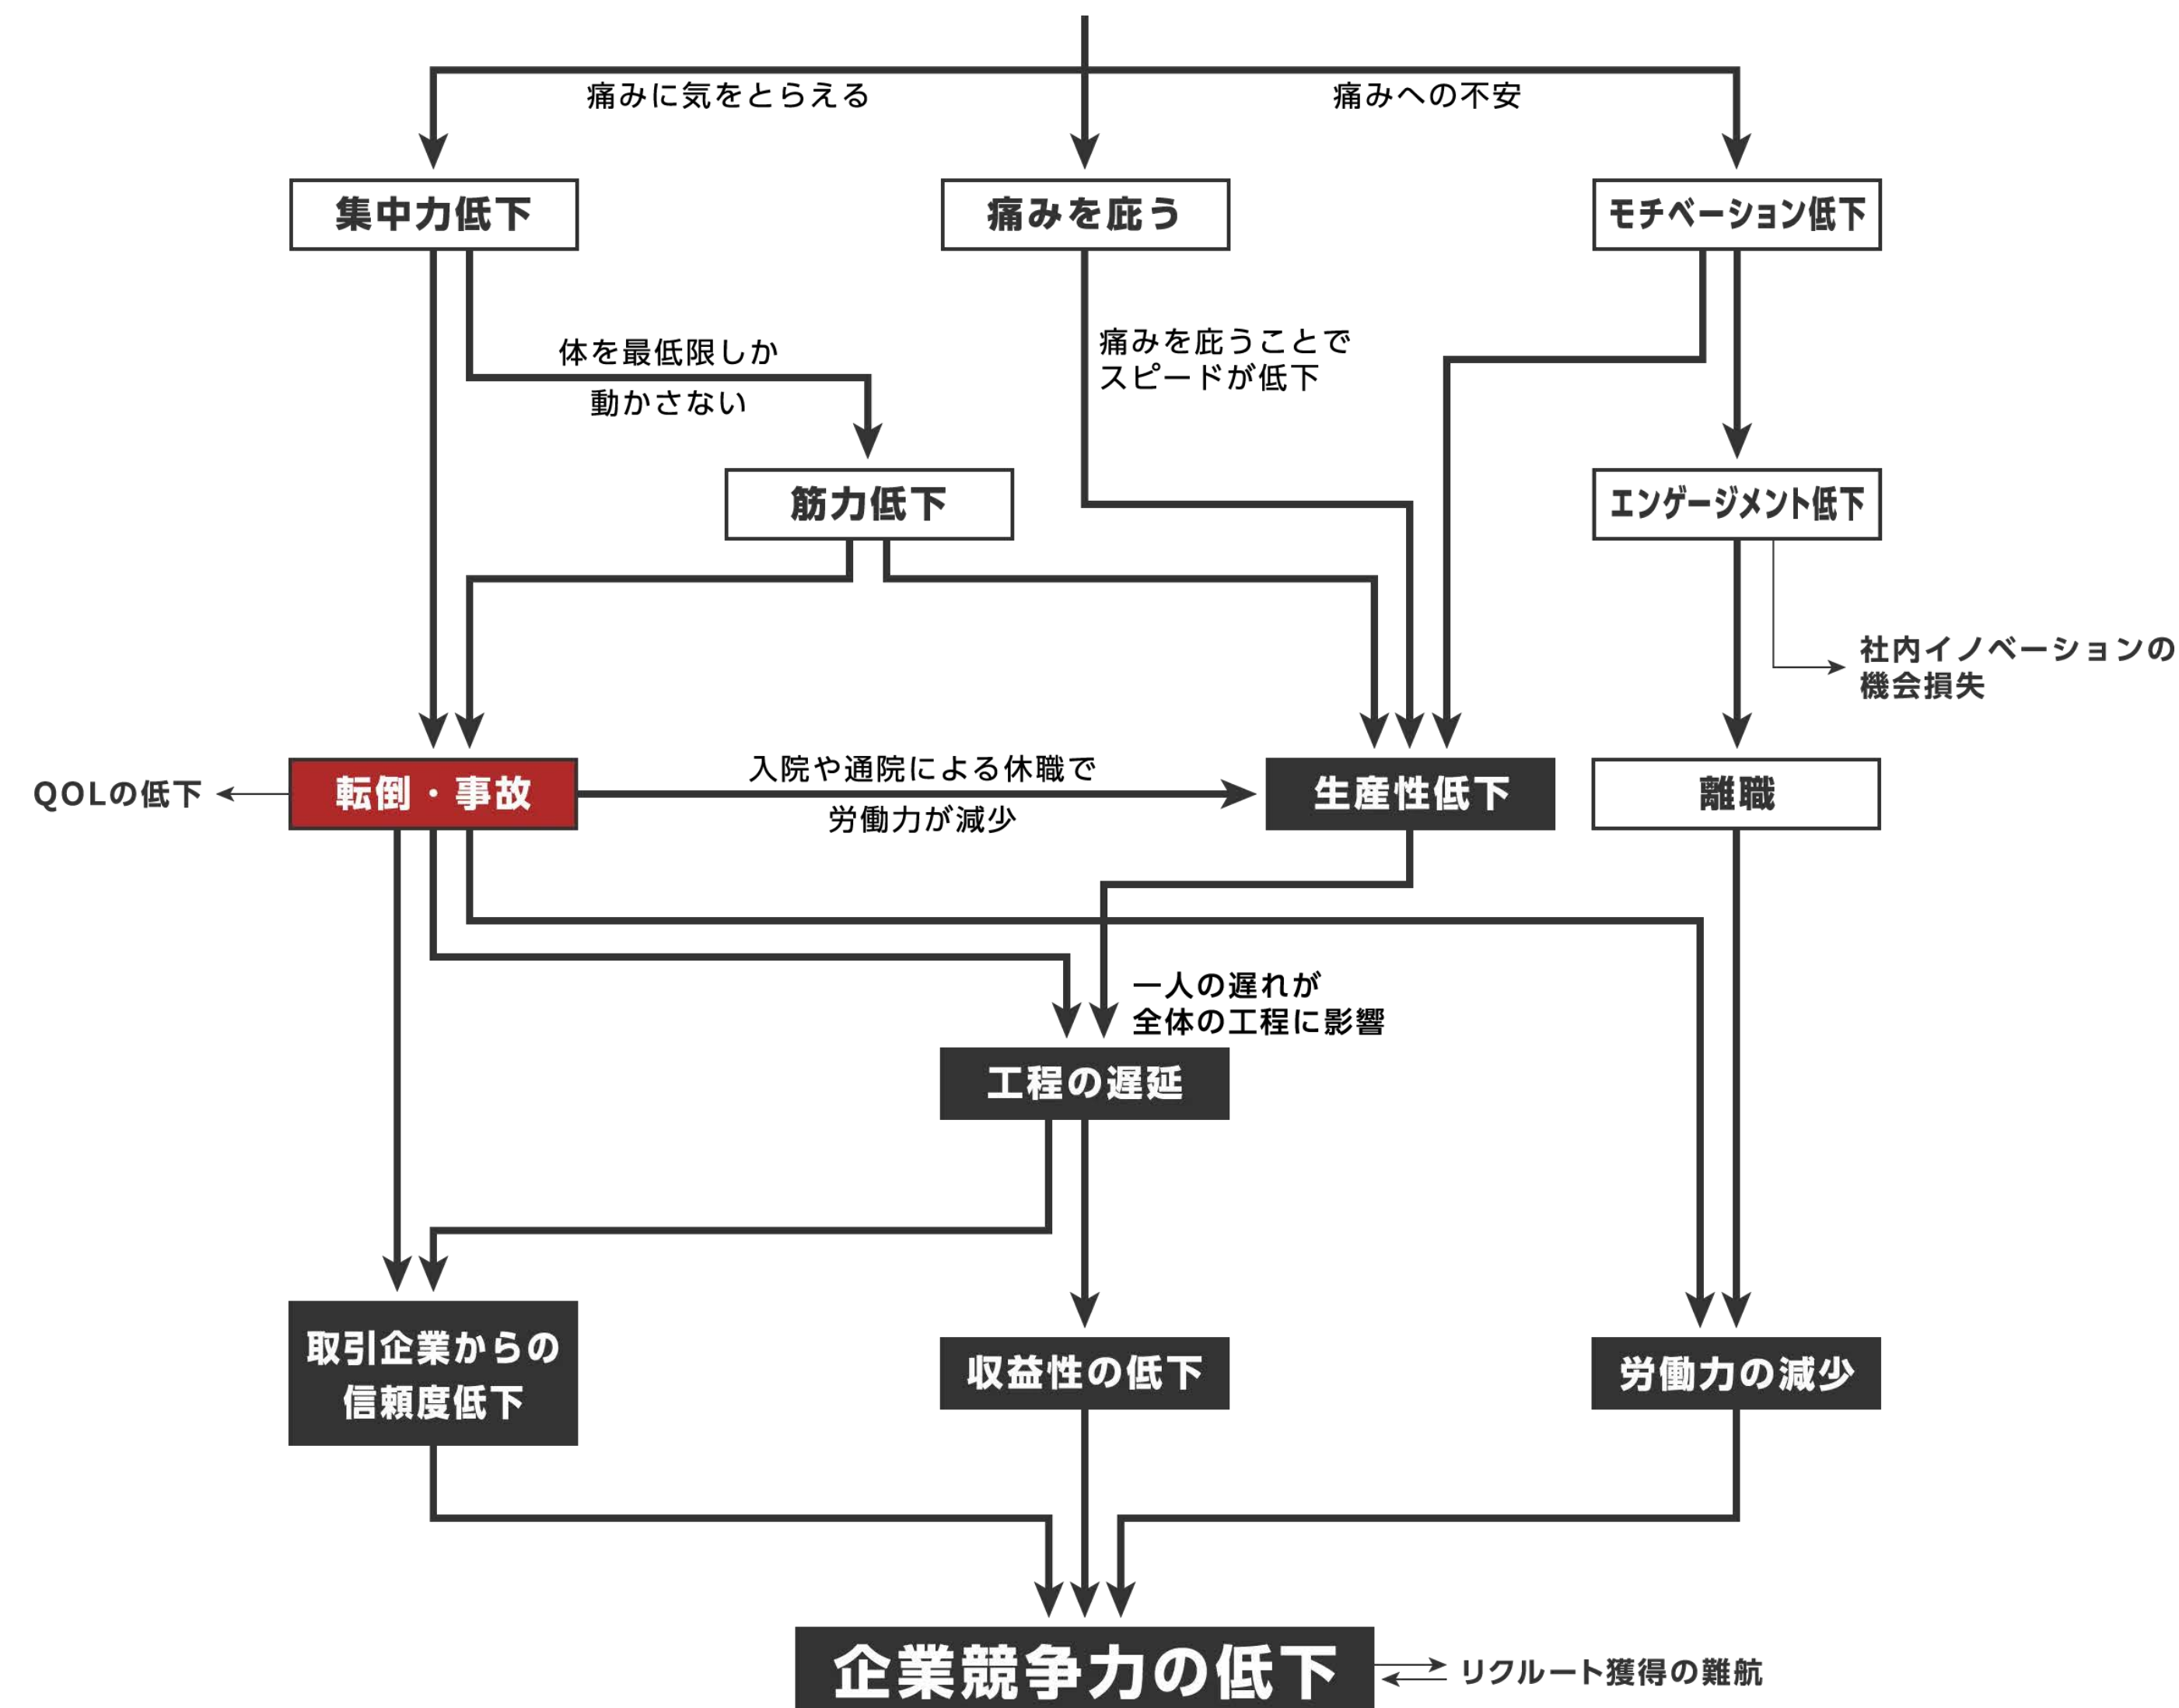 痛みに気をとらえる
痛みへの不安
集中力低下
痛みを庇う
モチベーション低下
体を最低限しか
動かさない
痛みを庇うことで
スピードが低下
筋力低下
エンゲージメント低下
社内イノベーションの
機会損失
QOLの低下
転倒・事故
入院や通院による休職で
労働力が減少
生産性低下
離職
一人の遅れが
全体の工程に影響
工程の遅延
取引企業からの
信頼度低下
収益性の低下
労働力の減少
企業競争力の低下
リクルート獲得の難航